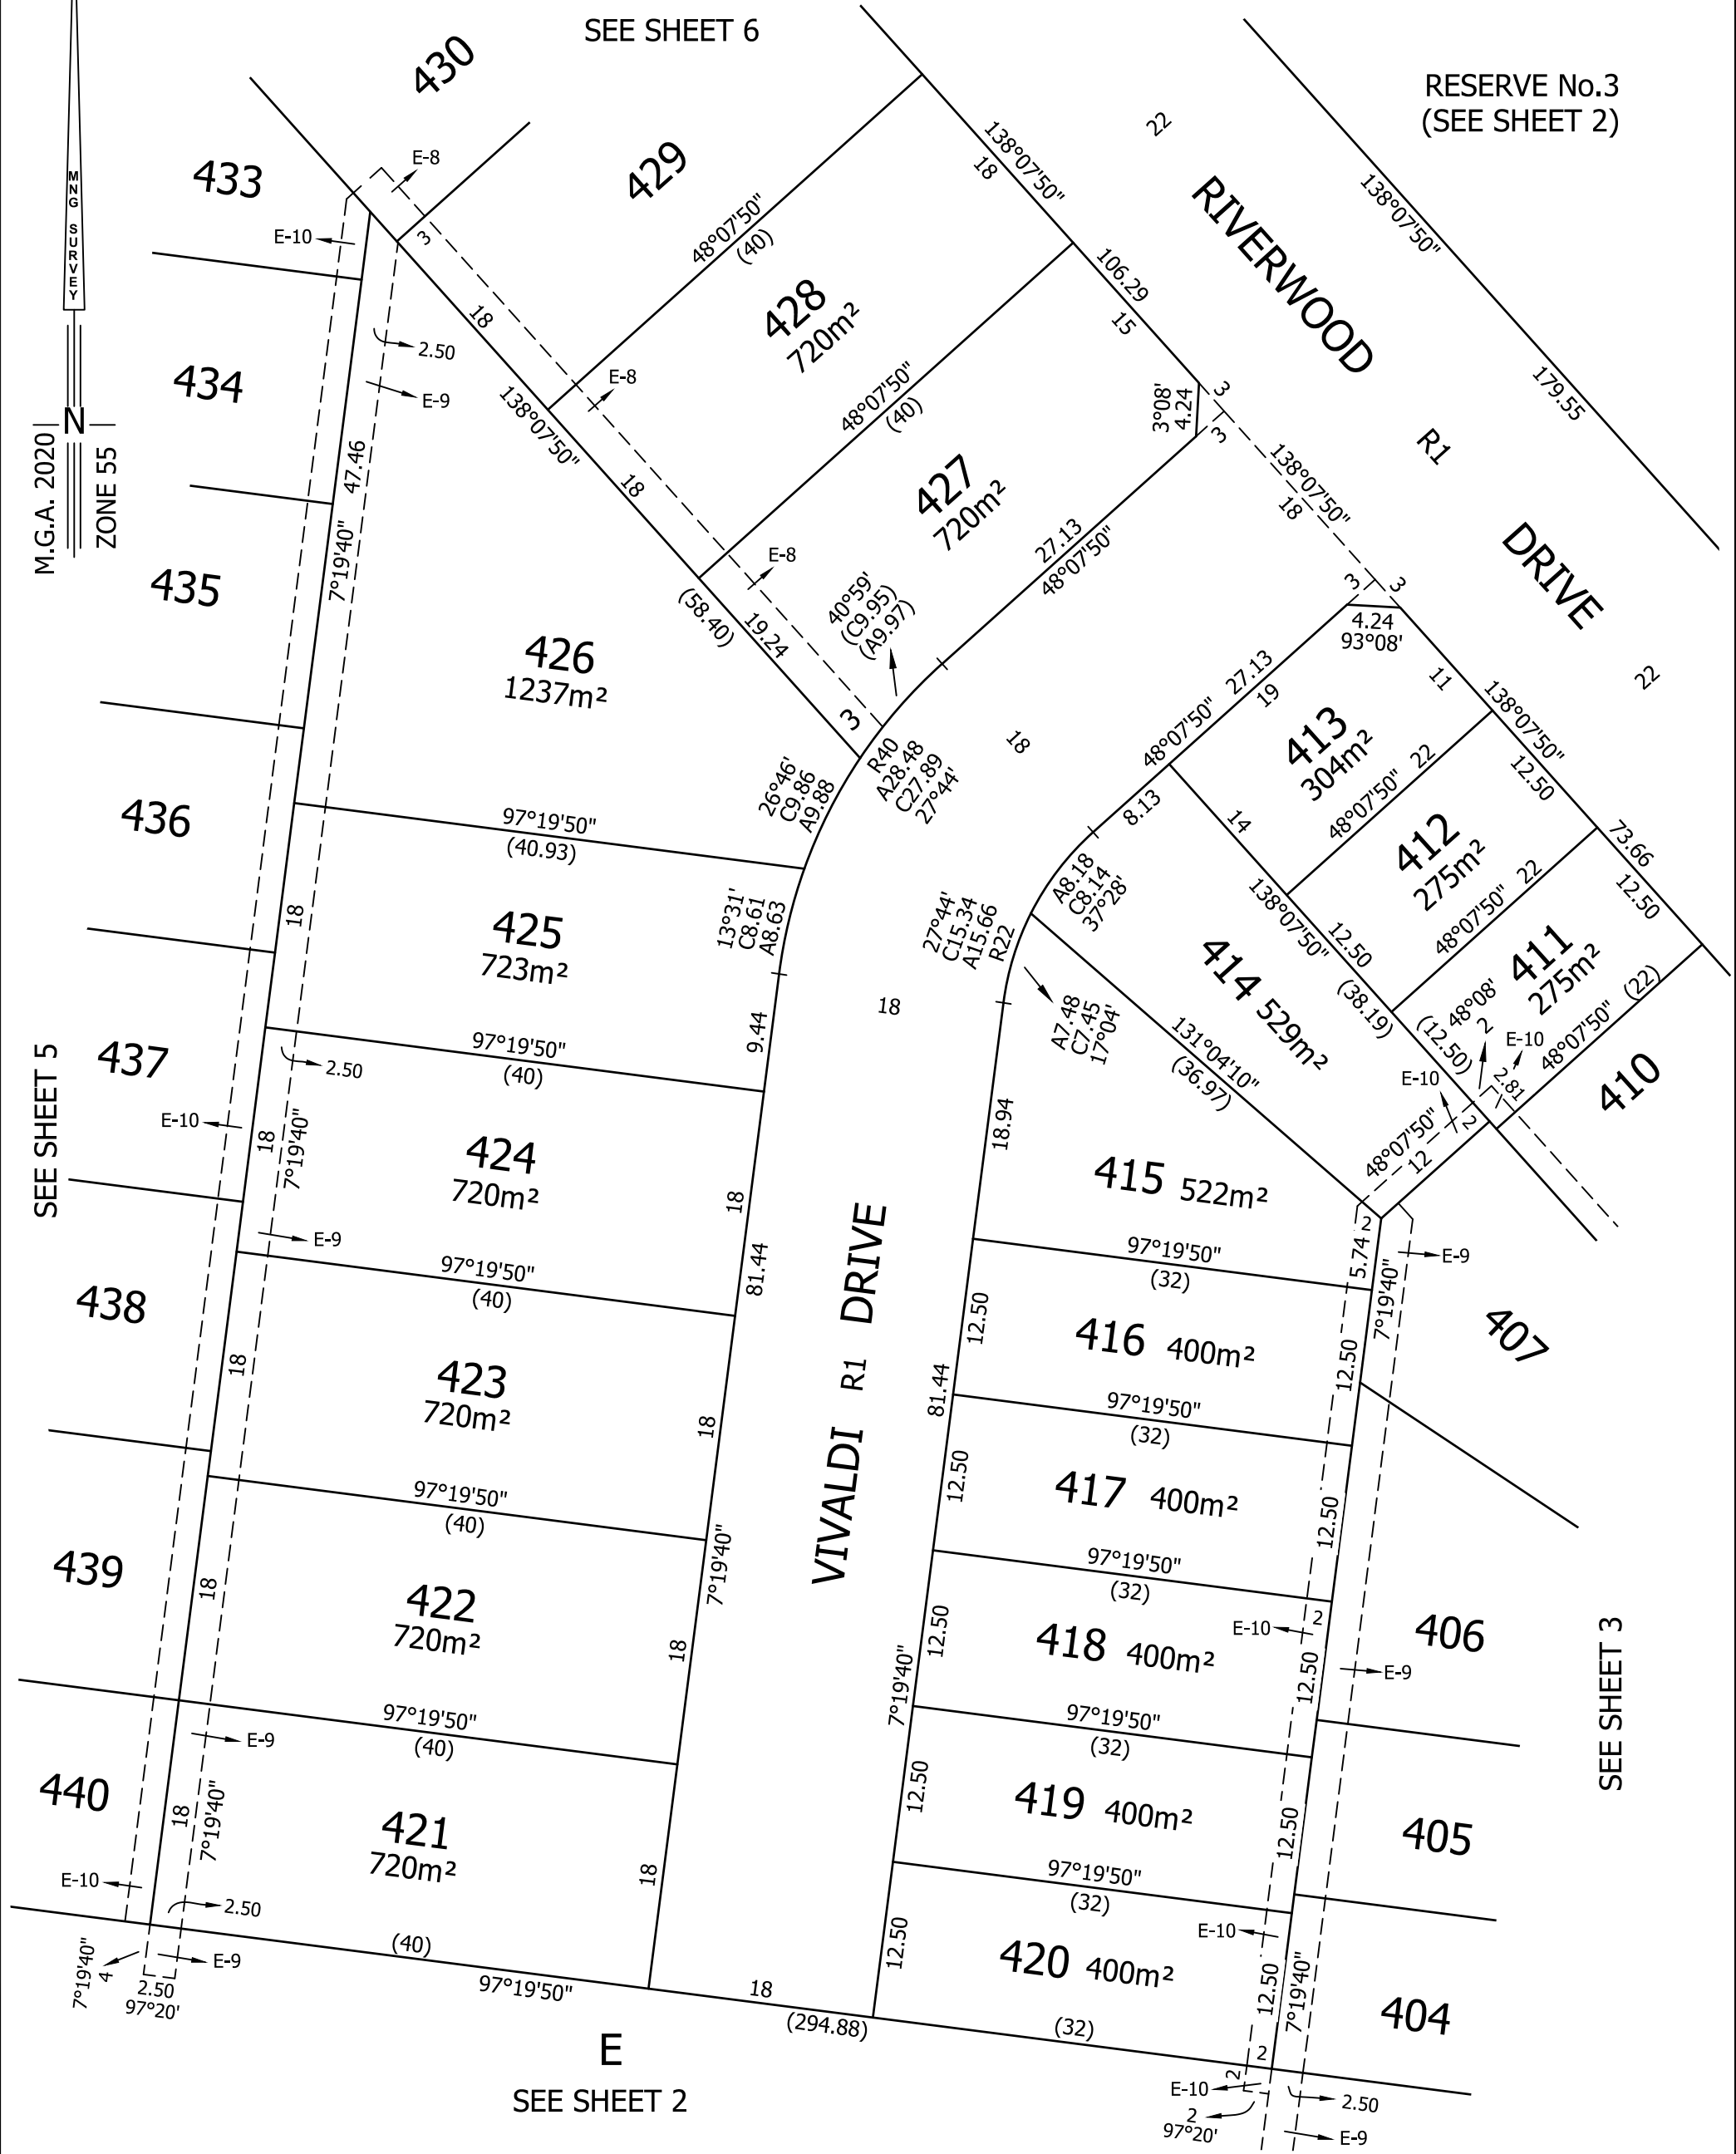 SEE SHEET 6
RESERVE No.3
(SEE SHEET 2)
MNG SURVEY
M.G.A. 2020
N
ZONE 55
430
429
433
E-8
E-10
3
434
2.50
E-9
47.46
7°19'40"
435
436
18
437
SEE SHEET 5
E-10
438
439
440
138°07'50"
18
48°07'50"
(40)
428
720m²
18
138°07'50"
E-8
106.29
15
48°07'50"
(40)
427
720m²
18
E-8
(58.40)
19.24
3
3°08'
4.24
3
3
27.13
48°07'50"
40°59'
(C9.95)
(A9.97)
22
RIVERWOOD
R1
DRIVE
22
138°07'50"
179.55
138°07'50"
18
3
3
4.24
93°08'
426
1237m²
26°46'
C9.86
A9.88
R40
A28.48
C27.89
27°44'
18
97°19'50"
(40.93)
425
723m²
13°31'
C8.61
A8.63
9.44
97°19'50"
(40)
2.50
18
7°19'40"
424
720m²
18
81.44
E-9
97°19'50"
(40)
18
423
720m²
18
97°19'50"
(40)
18
422
720m²
18
7°19'40"
97°19'50"
(40)
E-9
18
7°19'40"
421
720m²
18
E-10
2.50
(40)
97°19'50"
7°19'40"
4
E-9
2.50
97°20'
18
(294.88)
E
SEE SHEET 2
18
VIVALDI R1 DRIVE
27.13
48°07'50"
19
413
304m²
11
138°07'50"
8.13
14
48°07'50" 22
412
275m²
12.50
73.66
A8.18
C8.14
37°28'
138°07'50"
12.50
48°07'50" 22
411
275m²
12.50
(38.19)
(12.50)
48°08'
2
E-10
48°07'50" (22)
2.81
410
27°44'
C15.34
A15.66
R22
A7.48
C7.45
17°04'
414 529m²
131°04'10"
(36.97)
E-10
2
48°07'50"
12
18.94
415 522m²
2
5.74
7°19'40"
E-9
407
97°19'50"
(32)
12.50
416 400m²
12.50
81.44
97°19'50"
(32)
12.50
417 400m²
12.50
97°19'50"
(32)
12.50
7°19'40"
418 400m²
E-10
2
12.50
406
E-9
SEE SHEET 3
97°19'50"
(32)
12.50
419 400m²
12.50
405
97°19'50"
(32)
12.50
420 400m²
E-10
12.50
7°19'40"
404
(32)
2
2
E-10
2
97°20'
2.50
E-9